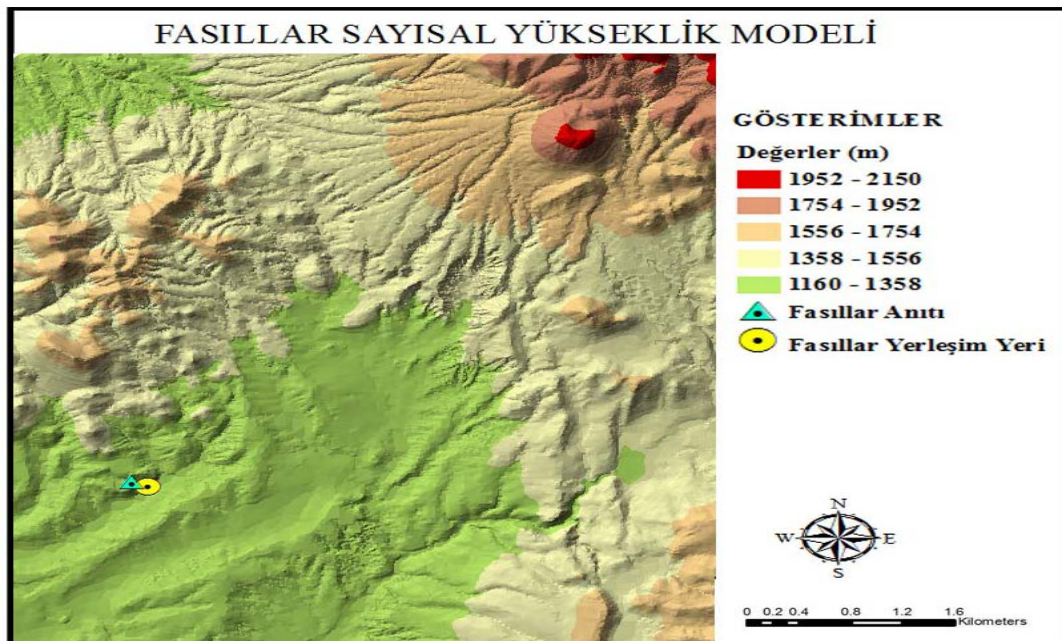 FASILLAR SAYISAL YÜKSEKLİK MODELİ
GÖSTERİMLER
Değerler (m)
1952 - 2150
1754 - 1952
1556 - 1754
1358 - 1556
1160 - 1358
Fasıllar Anıtı
Fasıllar Yerleşim Yeri
N
W E
S
0 0.2 0.4 0.8 1.2 1.6
Kilometers